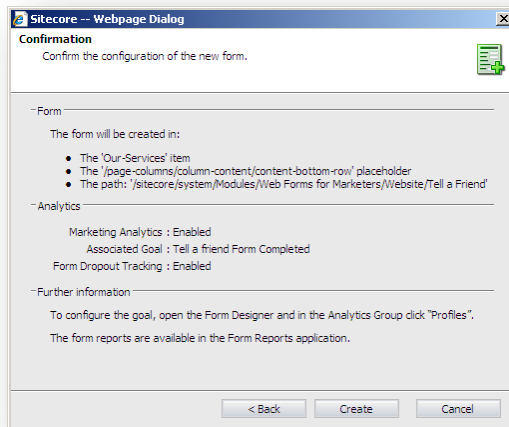 Sitecore -- Webpage Dialog
Confirmation
Confirm the configuration of the new form.
Form
The form will be created in:
• The 'Our-Services' item
• The '/page-columns/column-content/content-bottom-row' placeholder
• The path: '/sitecore/system/Modules/Web Forms for Marketers/Website/Tell a Friend'
Analytics
Marketing Analytics : Enabled
Associated Goal : Tell a friend Form Completed
Form Dropout Tracking : Enabled
Further information
To configure the goal, open the Form Designer and in the Analytics Group click "Profiles".
The form reports are available in the Form Reports application.
< Back Create Cancel